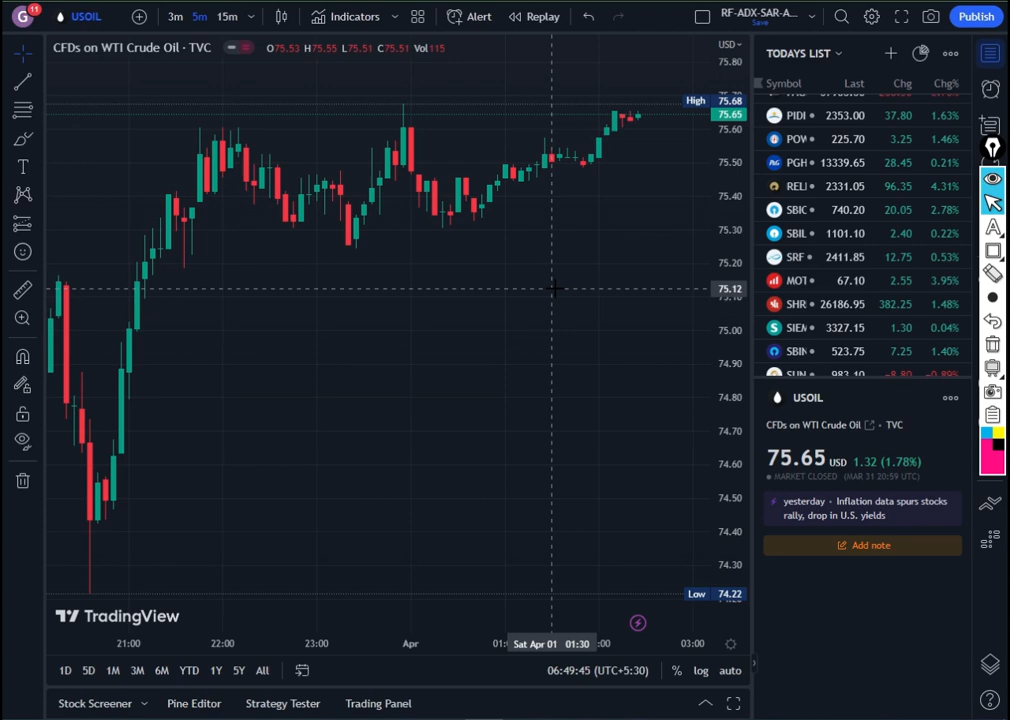 G 11 USOIL 3m 5m 15m Indicators Alert Replay RF-ADX-SAR-A... Save Publish
CFDs on WTI Crude Oil · TVC O75.53 H75.55 L75.51 C75.51 Vol115
USD
75.80
High 75.68
75.65
75.60
75.50
75.40
75.30
75.20
75.12
75.00
74.90
74.80
74.70
74.60
74.50
74.40
74.30
Low 74.22
TradingView
21:00 22:00 23:00 Apr Sat Apr 01 01:30 03:00
1D 5D 1M 3M 6M YTD 1Y 5Y All 06:49:45 (UTC+5:30) % log auto
Stock Screener Pine Editor Strategy Tester Trading Panel
TODAYS LIST
Symbol Last Chg Chg%
PIDI 2353.00 37.80 1.63%
POW 225.70 3.25 1.46%
PGH 13339.65 28.45 0.21%
RELI 2331.05 96.35 4.31%
SBIC 740.20 20.05 2.78%
SBIL 1101.10 2.40 0.22%
SRF 2411.85 12.75 0.53%
MOT 67.10 2.55 3.95%
SHR 26186.95 382.25 1.48%
SIEM 3327.15 1.30 0.04%
SBIN 523.75 7.25 1.40%
SUN 983.10 −8.80 −0.89%
USOIL
CFDs on WTI Crude Oil · TVC
75.65 USD 1.32 (1.78%)
MARKET CLOSED (MAR 31 20:59 UTC)
yesterday · Inflation data spurs stocks
rally, drop in U.S. yields
Add note